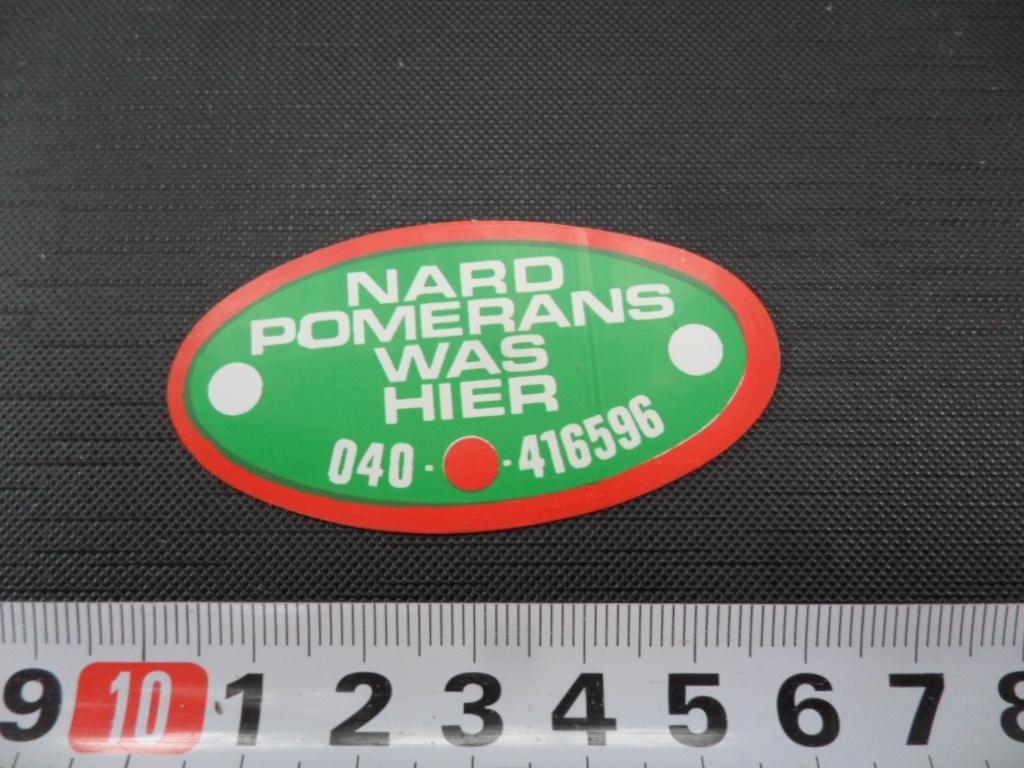 NARD
POMERANS
WAS
HIER
040 - - 416596
9 10 1 2 3 4 5 6 7 8